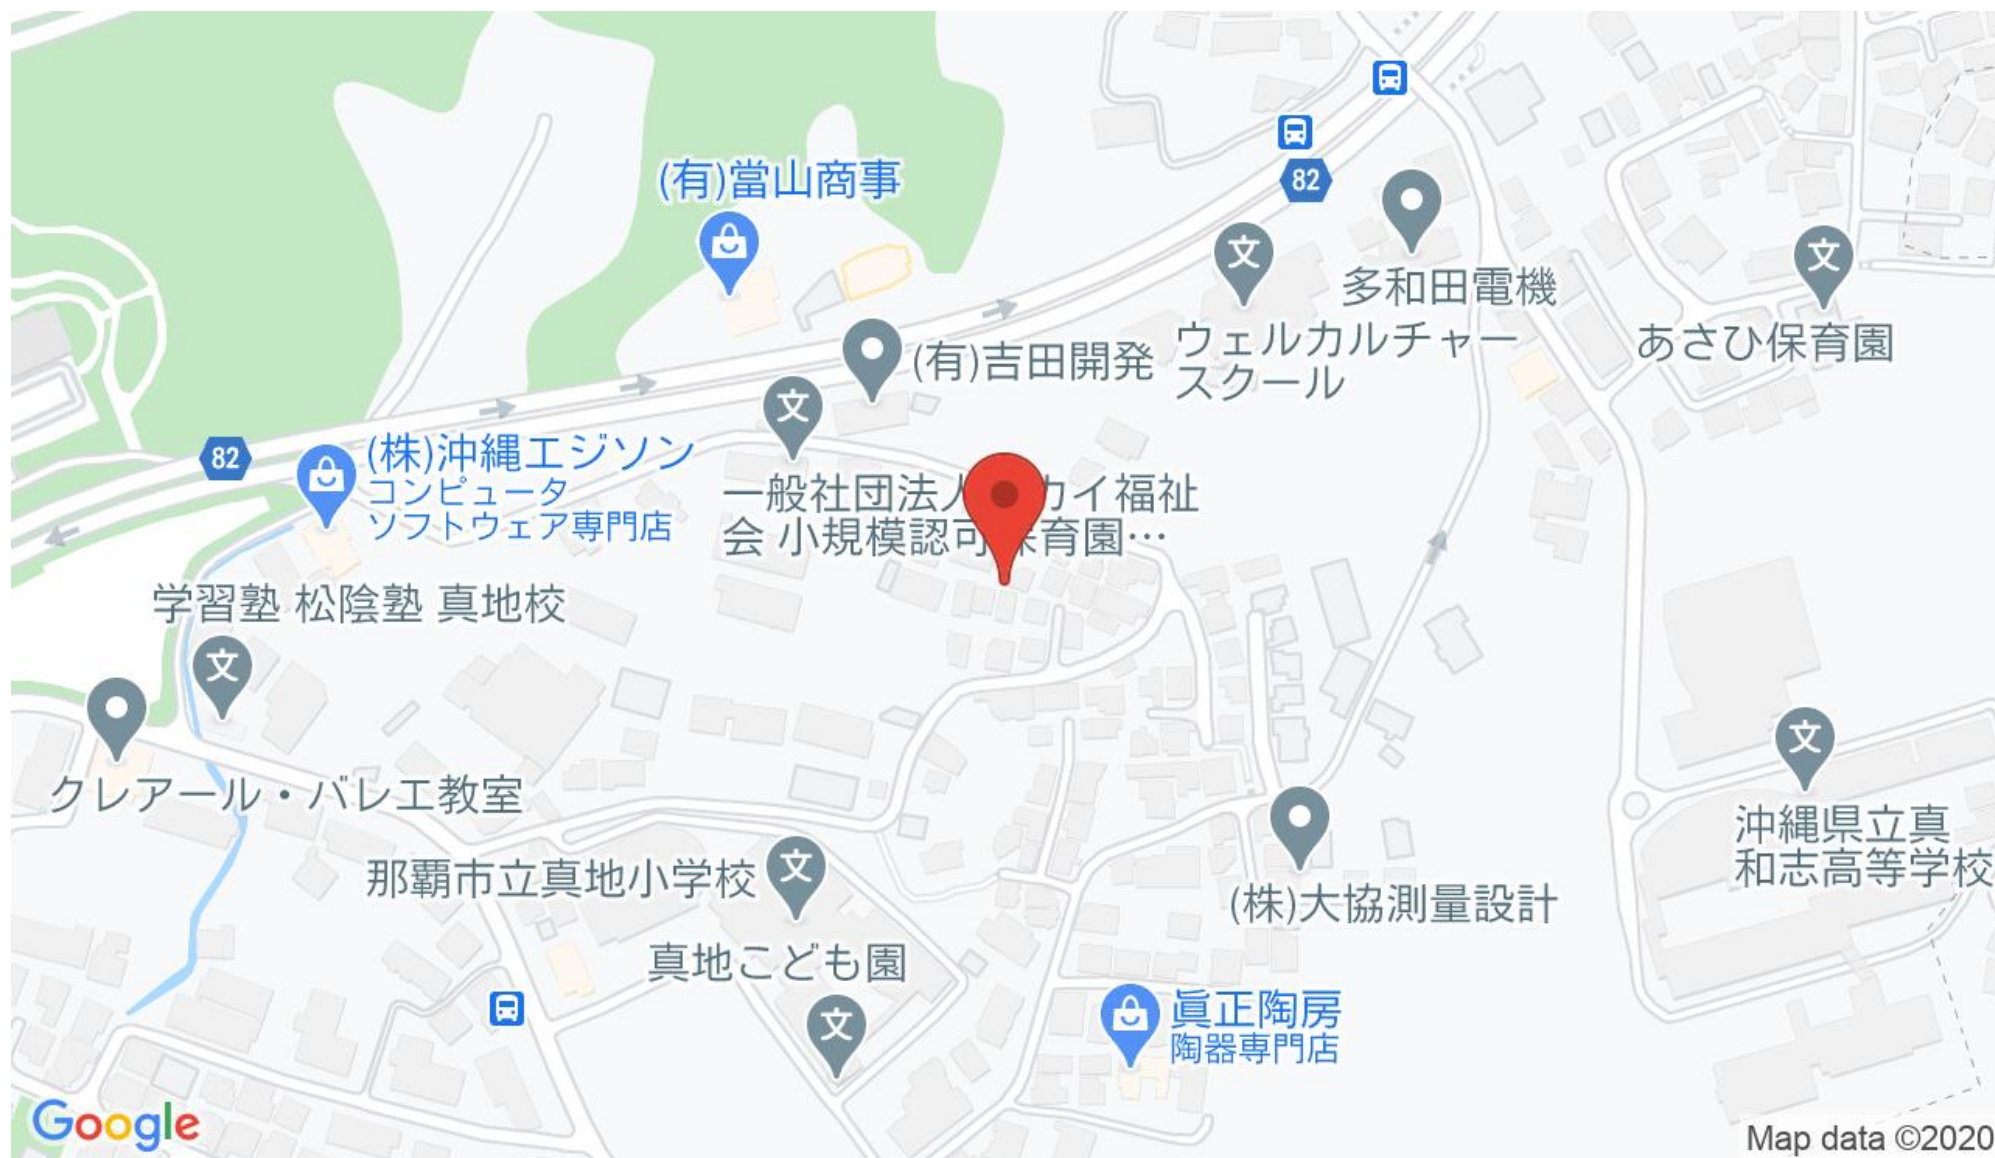 (有)當山商事
82
多和田電機
(有)吉田開発
ウェルカルチャー
スクール
あさひ保育園
82
(株)沖縄エジソン
コンピュータ
ソフトウェア専門店
一般社団法人
カイ福祉
会 小規模認可保育園…
学習塾 松陰塾 真地校
クレアール・バレエ教室
沖縄県立真
和志高等学校
那覇市立真地小学校
(株)大協測量設計
真地こども園
眞正陶房
陶器専門店
Google
Map data ©2020